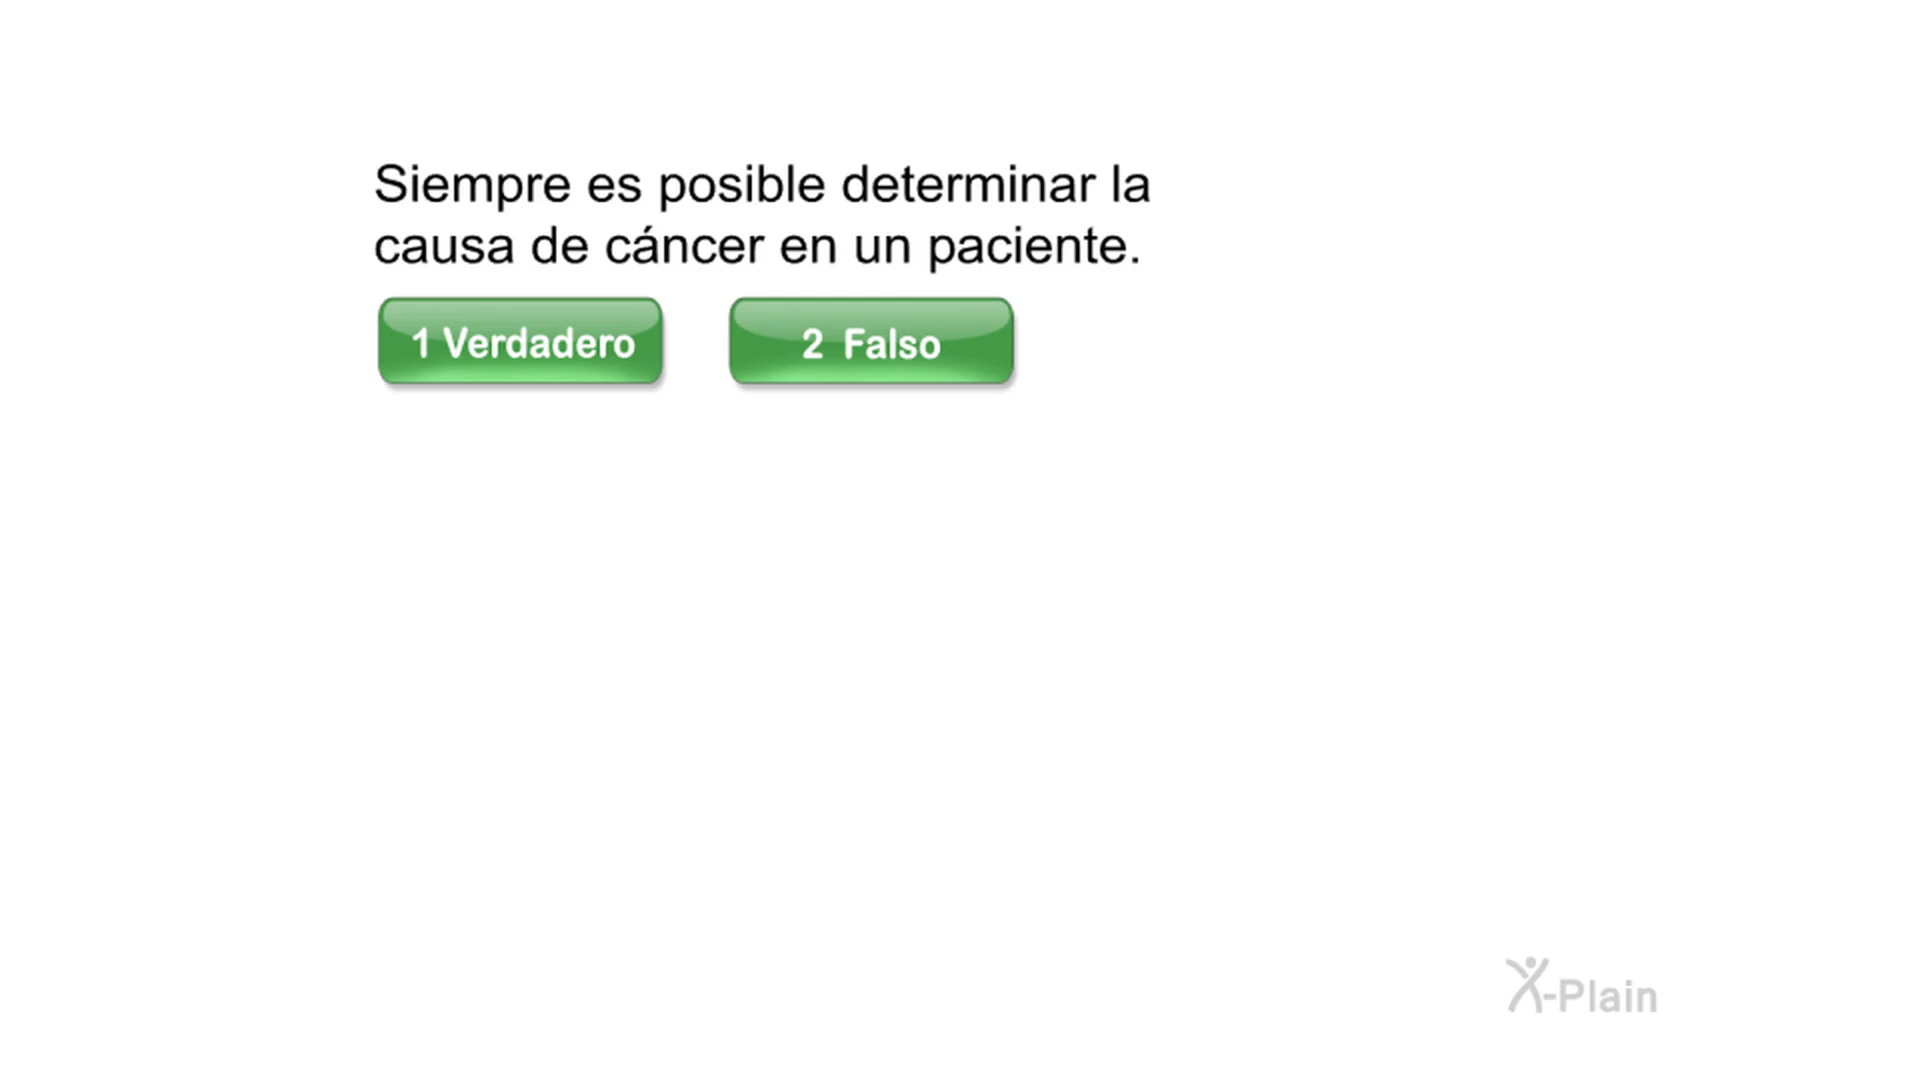 Siempre es posible determinar la
causa de cáncer en un paciente.
1 Verdadero
2 Falso
X-Plain